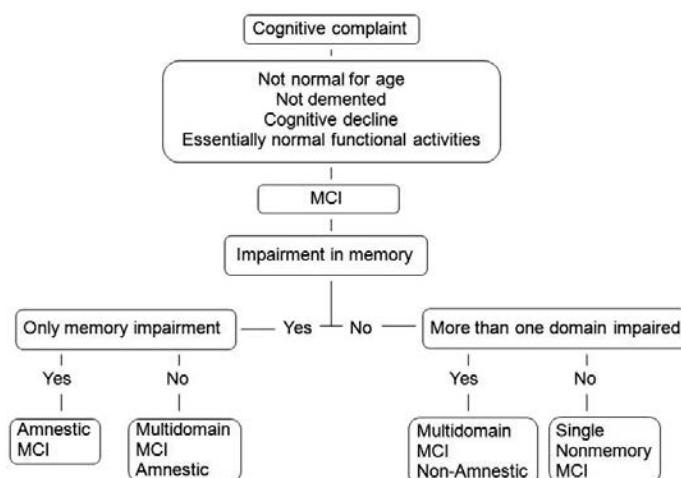 Cognitive complaint
Not normal for age
Not demented
Cognitive decline
Essentially normal functional activities
MCI
Impairment in memory
Only memory impairment
Yes
No
More than one domain impaired
Yes
No
Yes
No
Amnestic
MCI
Multidomain
MCI
Amnestic
Multidomain
MCI
Non-Amnestic
Single
Nonmemory
MCI